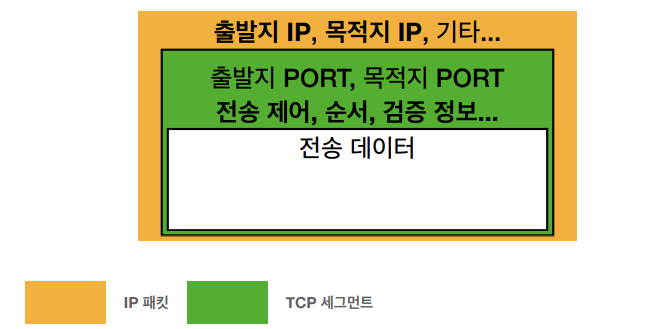 출발지 IP, 목적지 IP, 기타...
출발지 PORT, 목적지 PORT
전송 제어, 순서, 검증 정보...
전송 데이터
IP 패킷
TCP 세그먼트